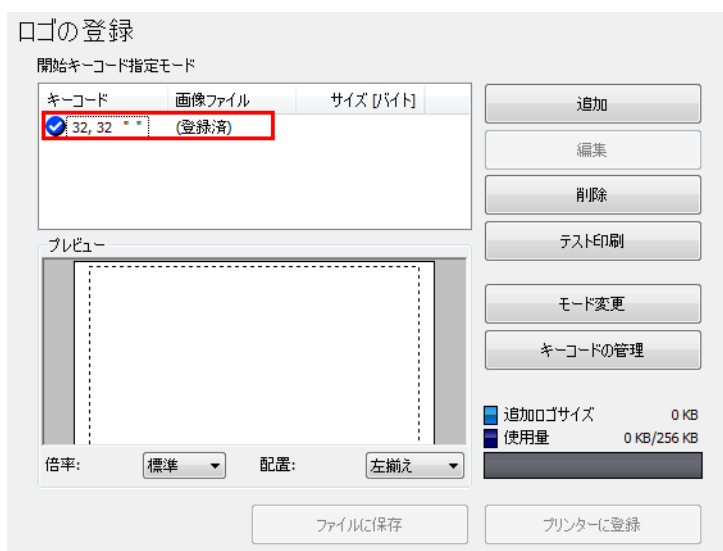 ロゴの登録
開始キーコード指定モード
キーコード 画像ファイル サイズ [バイト]
32, 32 " " (登録済)
追加
編集
削除
テスト印刷
モード変更
キーコードの管理
プレビュー
追加ロゴサイズ 0 KB
使用量 0 KB/256 KB
倍率: 標準 配置: 左揃え
ファイルに保存 プリンターに登録